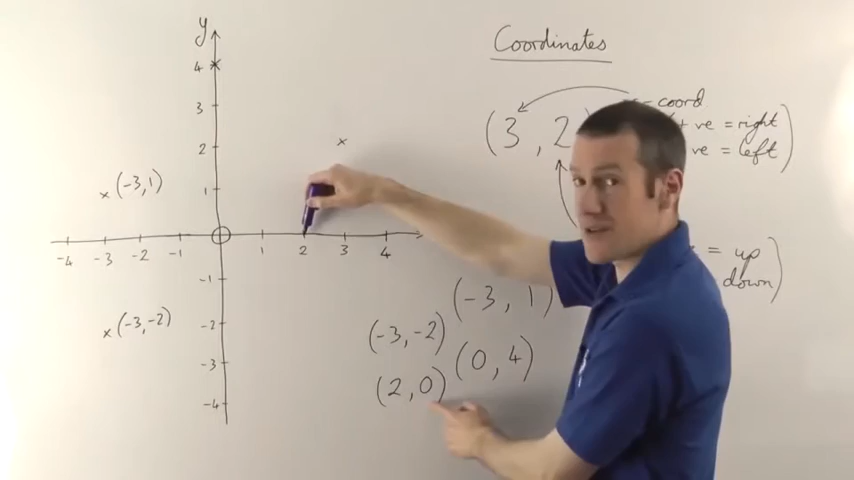 Coordinates
y
4
3
2
1
-4 -3 -2 -1 1 2 3 4
-1
-2
-3
-4
(-3,1)
(-3,-2)
(3,2)
coord
ve = right
ve = left
= up
down
(-3, 1)
(-3,-2)
(0, 4)
(2,0)